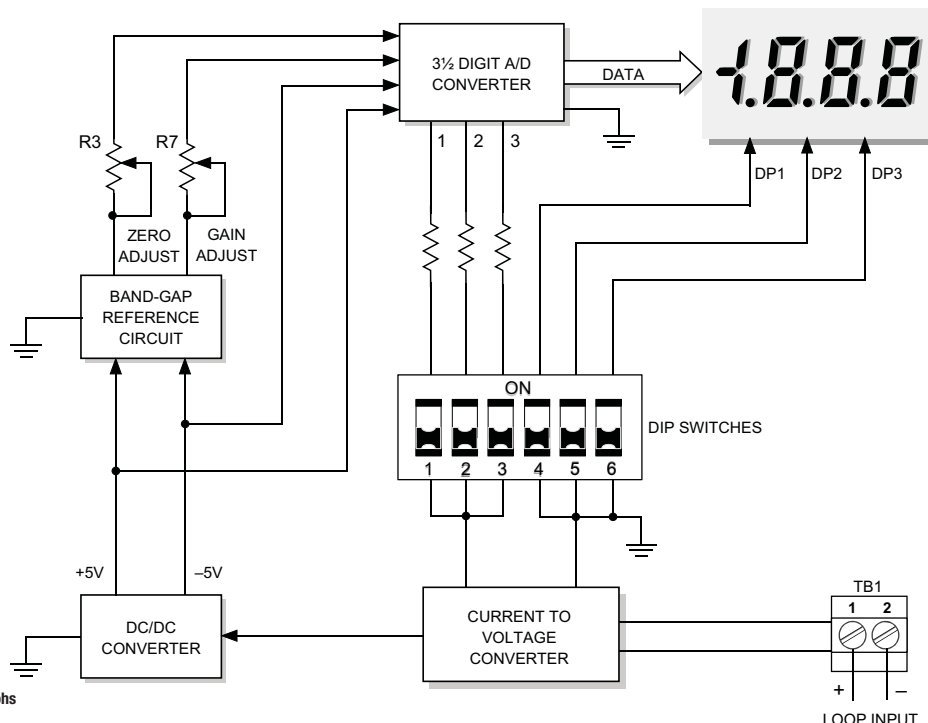 3½ DIGIT A/D
CONVERTER
DATA
-1.8.8.8
R3
R7
1 2 3
DP1
DP2
DP3
ZERO
ADJUST
GAIN
ADJUST
BAND-GAP
REFERENCE
CIRCUIT
ON
1 2 3 4 5 6
DIP SWITCHES
+5V
–5V
DC/DC
CONVERTER
CURRENT TO
VOLTAGE
CONVERTER
TB1
1 2
+ –
LOOP INPUT